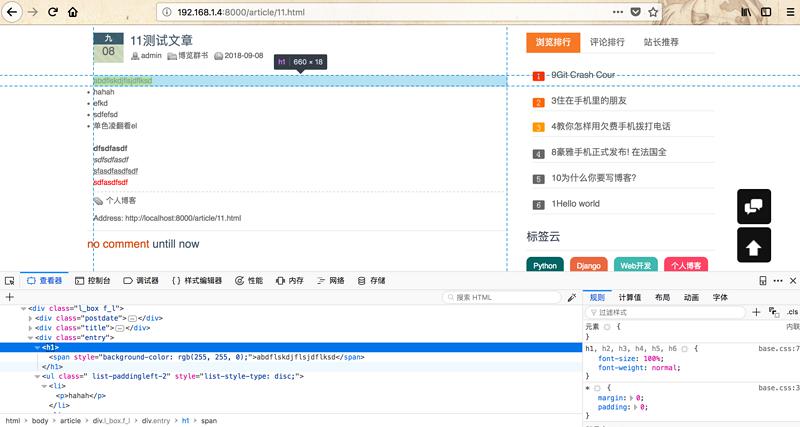 192.168.1.4:8000/article/11.html
九
08
11测试文章
admin 博览群书 2018-09-08
h1 660 × 18
abdflskdjflsjdflksd
hahah
efkd
sdfefsd
单色凌翻看el
dfsdfasdf
sdfsdfasdf
sfasdfasdfsdf
sdfasdfsdf
个人博客
Address: http://localhost:8000/article/11.html
no comment untill now
浏览排行 评论排行 站长推荐
1 9Git Crash Cour
2 3住在手机里的朋友
3 4教你怎样用欠费手机拨打电话
4 8豪雅手机正式发布! 在法国全
5 10为什么你要写博客?
6 1Hello world
标签云
Python Django Web开发 个人博客
查看器 控制台 调试器 样式编辑器 性能 内存 网络 存储
搜索 HTML
<div class="l_box f_l">
<div class="postdate"></div>
<div class="title"></div>
<div class="entry">
<h1>
<span style="background-color: rgb(255, 255, 0);">abdflskdjflsjdflksd</span>
</h1>
<ul class=" list-paddingleft-2" style="list-style-type: disc;">
<li>
<p>hahah</p>
</li>
html body article div.l_box.f_l div.entry h1 span
规则 计算值 布局 动画 字体
过滤样式 .cls
元素 { 内联
}
h1, h2, h3, h4, h5, h6 { base.css:7
font-size: 100%;
font-weight: normal;
}
* { base.css:3
margin: 0;
padding: 0;
}